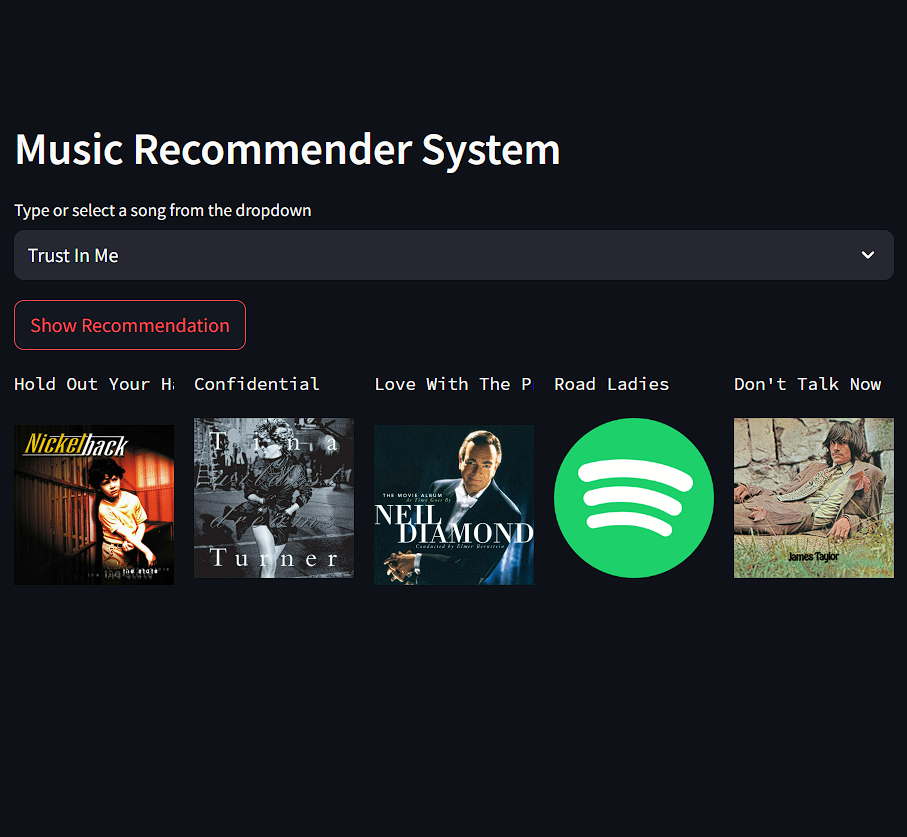 Music Recommender System
Type or select a song from the dropdown
Trust In Me
Show Recommendation
Hold Out Your Ha
Confidential
Love With The P
Road Ladies
Don't Talk Now
Nickelback
the state
Tina
Turner
THE MOVIE ALBUM
As Time Goes By
NEIL
DIAMOND
Conducted by Elmer Bernstein
James Taylor